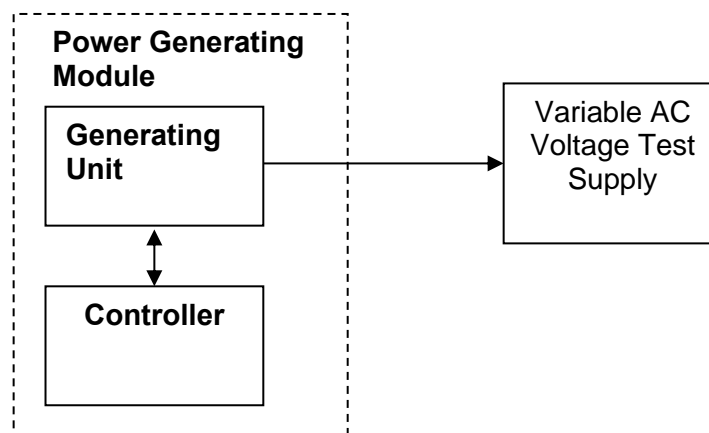 Power Generating
Module
Generating
Unit
Variable AC
Voltage Test
Supply
Controller